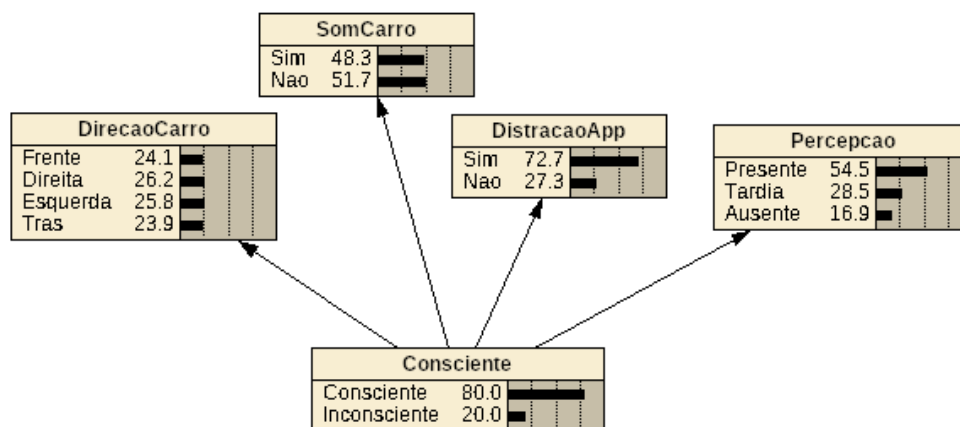 SomCarro
Sim 48.3
Nao 51.7
DirecaoCarro
Frente 24.1
Direita 26.2
Esquerda 25.8
Tras 23.9
DistracaoApp
Sim 72.7
Nao 27.3
Percepcao
Presente 54.5
Tardia 28.5
Ausente 16.9
Consciente
Consciente 80.0
Inconsciente 20.0